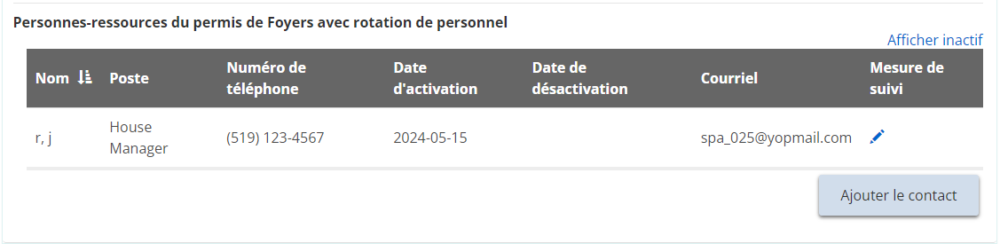 Personnes-ressources du permis de Foyers avec rotation de personnel
Afficher inactif
Nom Poste Numéro de téléphone Date d'activation Date de désactivation Courriel Mesure de suivi
r, j House Manager (519) 123-4567 2024-05-15 spa_025@yopmail.com
Ajouter le contact